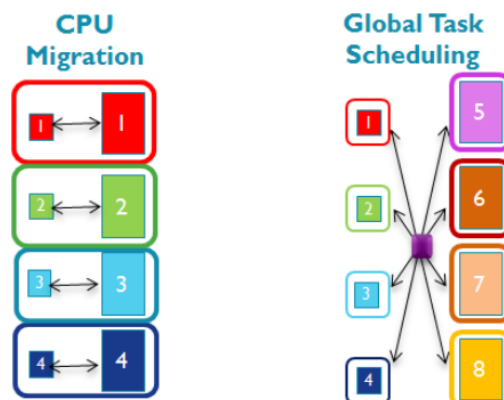 CPU
Migration
1 1
2 2
3 3
4 4
Global Task
Scheduling
1 5
2 6
3 7
4 8